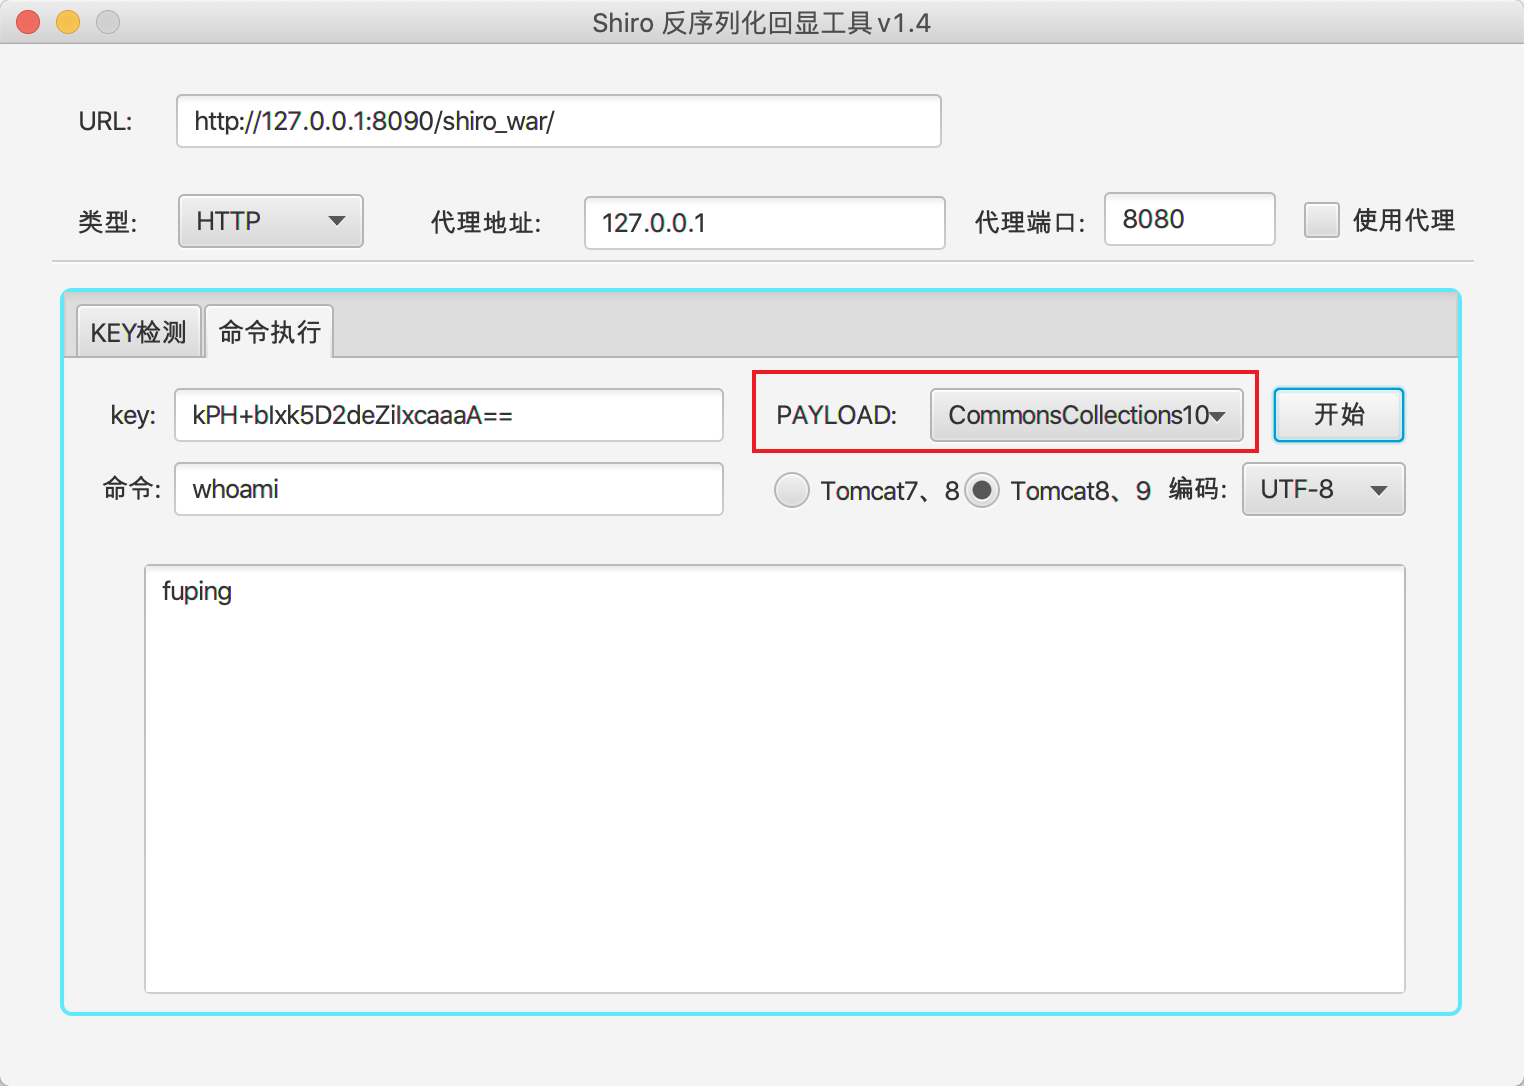 Shiro 反序列化回显工具v1.4
URL: http://127.0.0.1:8090/shiro_war/
类型: HTTP 代理地址: 127.0.0.1 代理端口: 8080 使用代理
KEY检测 命令执行
key: kPH+bIxk5D2deZiIxcaaaA== PAYLOAD: CommonsCollections10 开始
命令: whoami Tomcat7、8 Tomcat8、9 编码: UTF-8
fuping